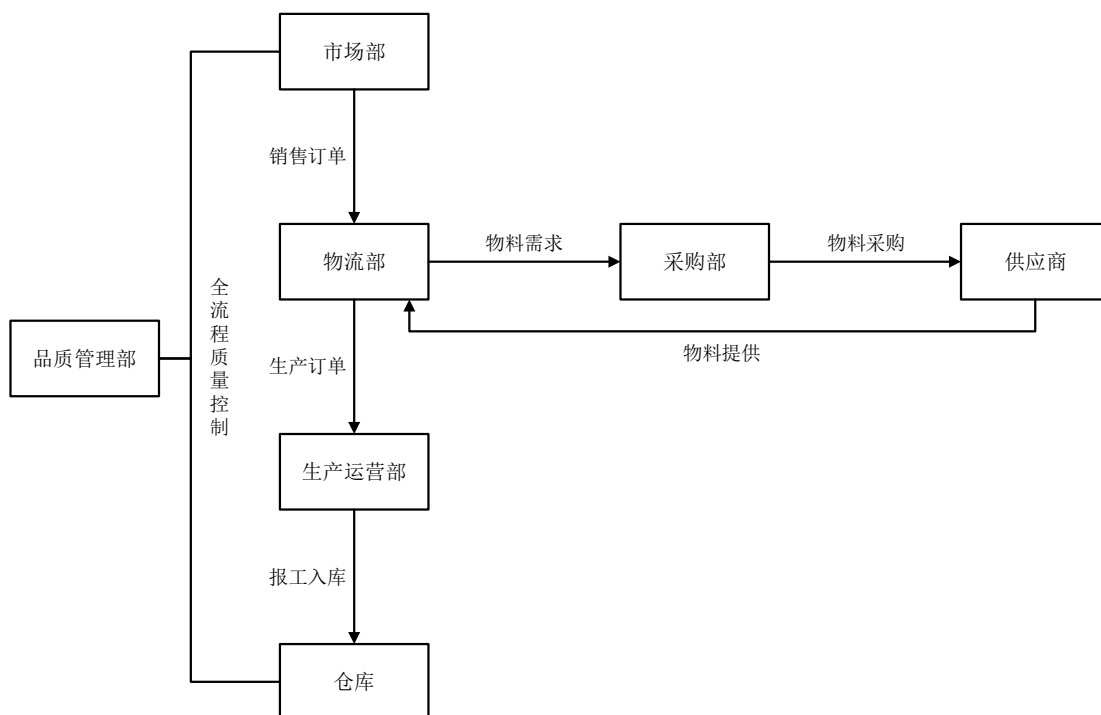 市场部
销售订单
物流部
物料需求
采购部
物料采购
供应商
物料提供
全流程质量控制
品质管理部
生产订单
生产运营部
报工入库
仓库